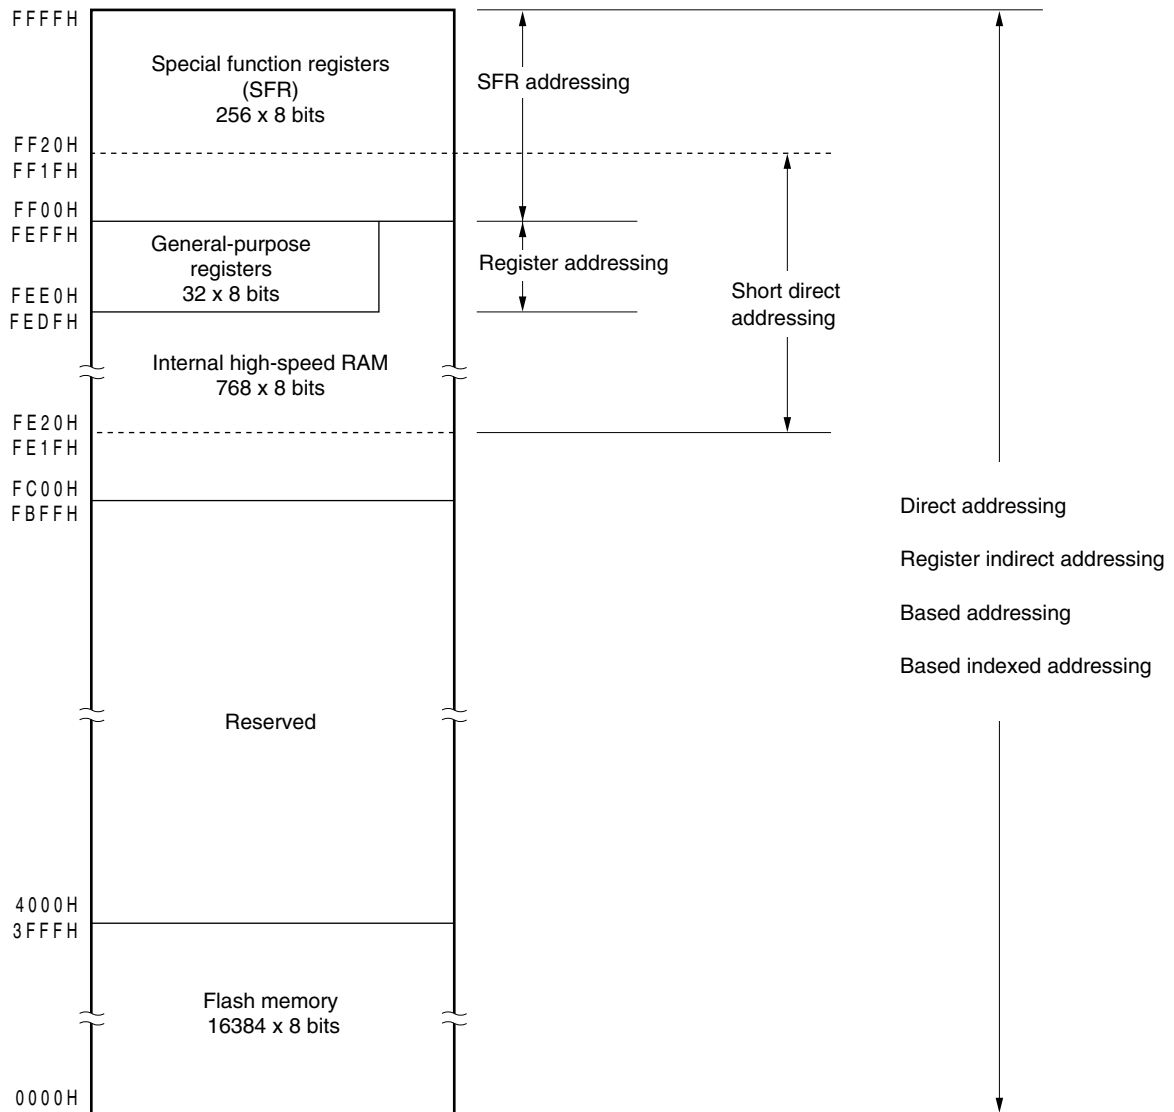 FFFFH
Special function registers
(SFR)
256 x 8 bits
SFR addressing
FF20H
FF1FH
FF00H
FEFFH
General-purpose
registers
32 x 8 bits
Register addressing
Short direct
addressing
FEE0H
FEDFH
Internal high-speed RAM
768 x 8 bits
FE20H
FE1FH
FC00H
FBFFH
Direct addressing
Register indirect addressing
Based addressing
Based indexed addressing
Reserved
4000H
3FFFH
Flash memory
16384 x 8 bits
0000H